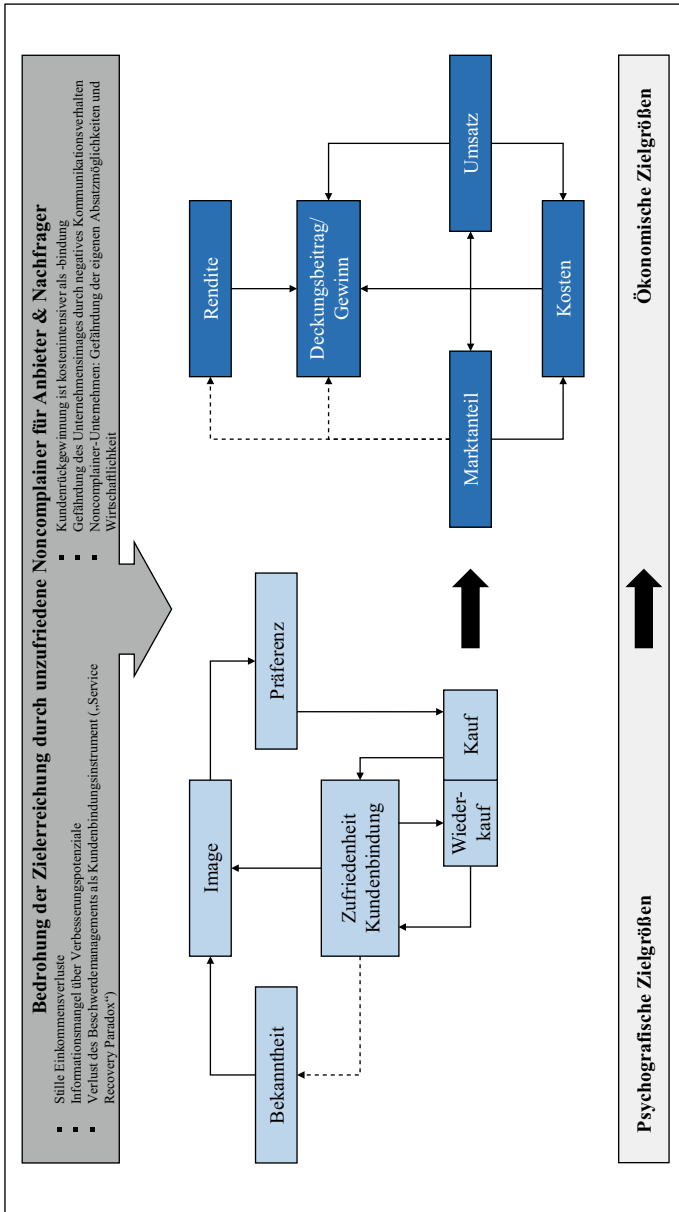 Bedrohung der Zielerreichung durch unzufriedene Noncomplainer für Anbieter & Nachfrager
▪ Stille Einkommensverluste
▪ Informationsmangel über Verbesserungspotenziale
▪ Verlust des Beschwerdemanagements als Kundenbindungsinstrument („Service
Recovery Paradox“)
▪ Kundenrückgewinnung ist kostenintensiver als -bindung
▪ Gefährdung des Unternehmensimages durch negatives Kommunikationsverhalten
▪ Noncomplainer-Unternehmen: Gefährdung der eigenen Absatzmöglichkeiten und
Wirtschaftlichkeit
Image
Bekanntheit
Präferenz
Zufriedenheit
Kundenbindung
Wieder-
kauf
Kauf
Rendite
Deckungsbeitrag/
Gewinn
Marktanteil
Umsatz
Kosten
Psychografische Zielgrößen
Ökonomische Zielgrößen